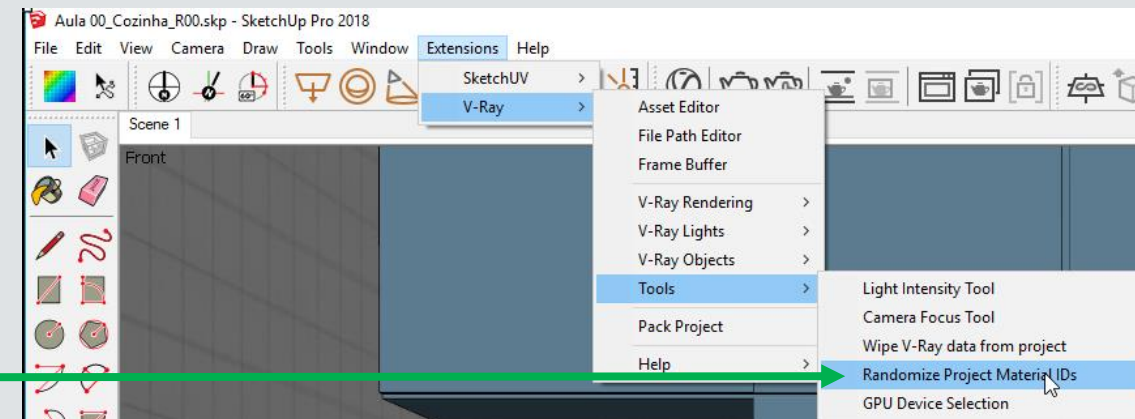 Aula 00_Cozinha_R00.skp - SketchUp Pro 2018
File Edit View Camera Draw Tools Window Extensions Help
SketchUV
V-Ray
Scene 1
Front
Asset Editor
File Path Editor
Frame Buffer
V-Ray Rendering
V-Ray Lights
V-Ray Objects
Tools
Pack Project
Help
Light Intensity Tool
Camera Focus Tool
Wipe V-Ray data from project
Randomize Project Material IDs
GPU Device Selection